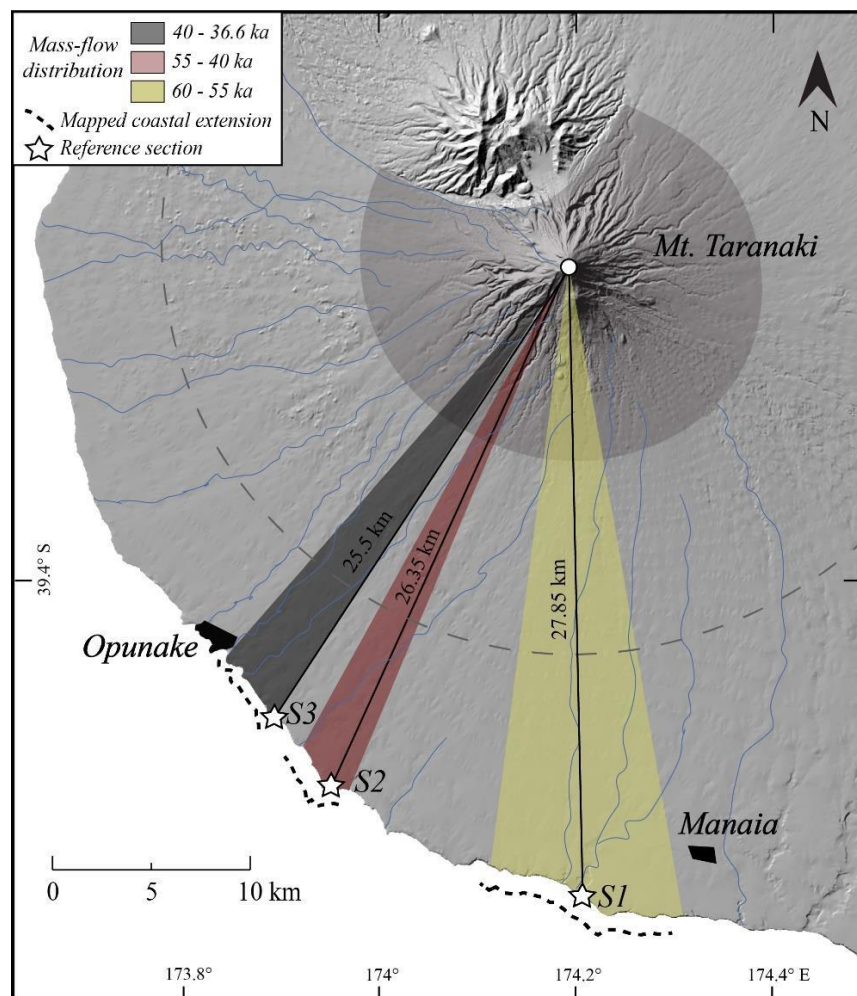 Mass-flow
distribution
40 - 36.6 ka
55 - 40 ka
60 - 55 ka
Mapped coastal extension
Reference section
N
Mt. Taranaki
39.4° S
25.5 km
26.35 km
27.85 km
Opunake
S3
S2
Manaia
S1
0 5 10 km
173.8° 174° 174.2° 174.4° E